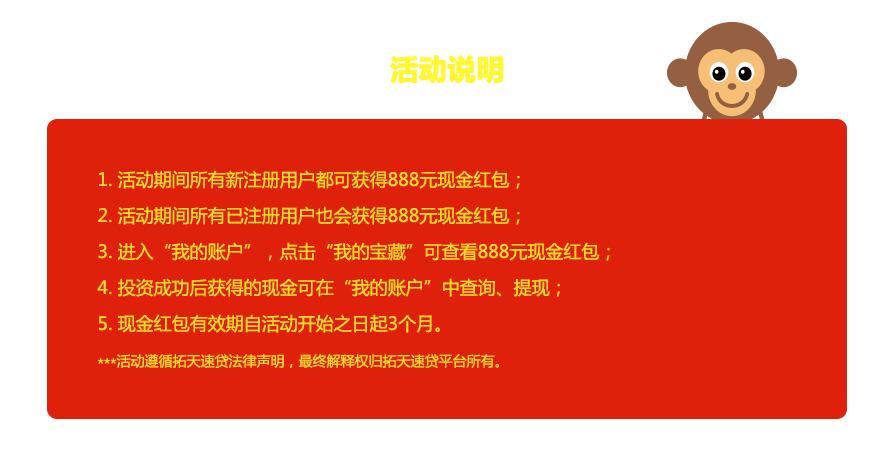 活动说明
1. 活动期间所有新注册用户都可获得888元现金红包；
2. 活动期间所有已注册用户也会获得888元现金红包；
3. 进入“我的账户”，点击“我的宝藏”可查看888元现金红包；
4. 投资成功后获得的现金可在“我的账户”中查询、提现；
5. 现金红包有效期自活动开始之日起3个月。
***活动遵循拓天速贷法律声明，最终解释权归拓天速贷平台所有。